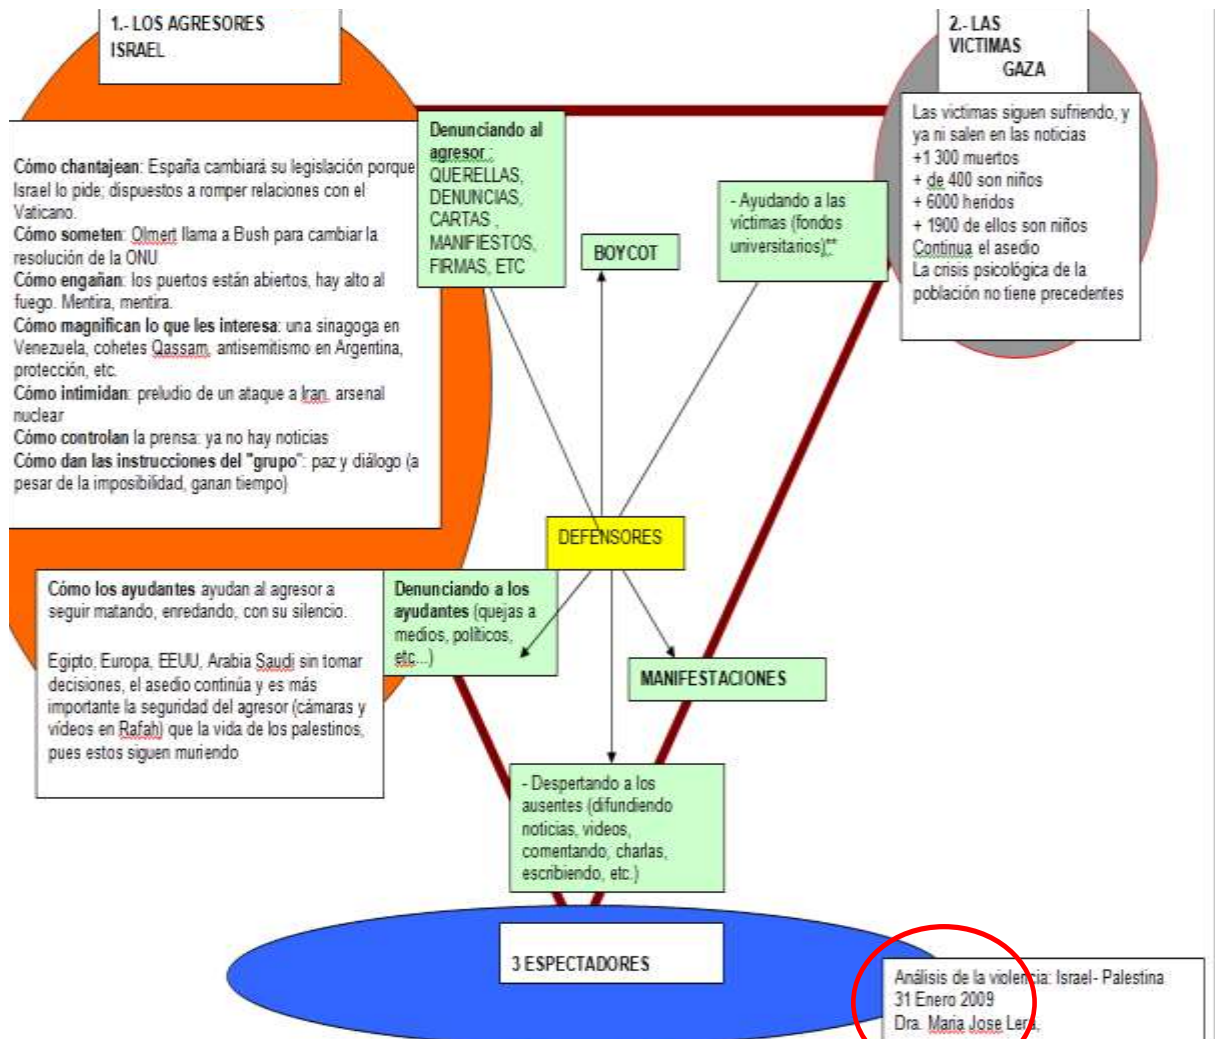 1.- LOS AGRESORES
ISRAEL
2.- LAS
VICTIMAS
GAZA
Cómo chantajean: España cambiará su legislación porque
Israel lo pide; dispuestos a romper relaciones con el
Vaticano.
Cómo someten: Olmert llama a Bush para cambiar la
resolución de la ONU
Cómo engañan: los puertos están abiertos, hay alto al
fuego. Mentira, mentira.
Cómo magnifican lo que les interesa: una sinagoga en
Venezuela, cohetes Qassam, antisemitismo en Argentina,
protección, etc.
Cómo intimidan: preludio de un ataque a Iran, arsenal
nuclear
Cómo controlan la prensa: ya no hay noticias
Cómo dan las instrucciones del "grupo": paz y diálogo (a
pesar de la imposibilidad, ganan tiempo)
Denunciando al
agresor :
QUERELLAS,
DENUNCIAS,
CARTAS ,
MANIFIESTOS,
FIRMAS, ETC
BOYCOT
- Ayudando a las
víctimas (fondos
universitarios)**
Las victimas siguen sufriendo, y
ya ni salen en las noticias
+1 300 muertos
+ de 400 son niños
+ 6000 heridos
+ 1900 de ellos son niños
Continua el asedio
La crisis psicológica de la
población no tiene precedentes
DEFENSORES
Cómo los ayudantes ayudan al agresor a
seguir matando, enredando, con su silencio.
Egipto, Europa, EEUU, Arabia Saudi sin tomar
decisiones, el asedio continúa y es más
importante la seguridad del agresor (cámaras y
vídeos en Rafah) que la vida de los palestinos,
pues estos siguen muriendo
Denunciando a los
ayudantes (quejas a
medios, políticos,
etc...)
MANIFESTACIONES
- Despertando a los
ausentes (difundiendo
noticias, videos,
comentando, charlas,
escribiendo, etc.)
3 ESPECTADORES
Análisis de la violencia: Israel- Palestina
31 Enero 2009
Dra. Maria Jose Lera,